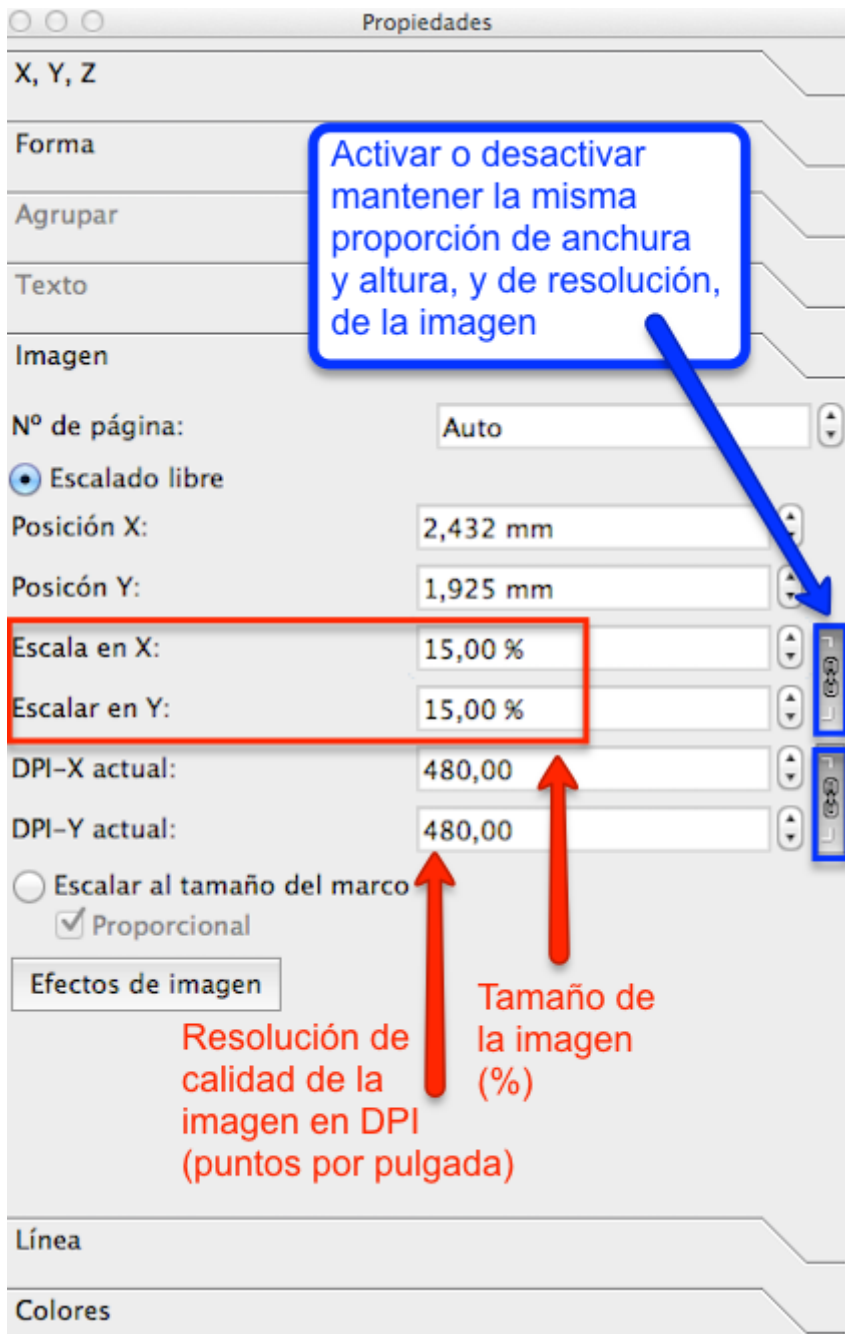 Propiedades
X, Y, Z
Forma
Activar o desactivar
mantener la misma
proporción de anchura
y altura, y de resolución,
de la imagen
Agrupar
Texto
Imagen
Nº de página: Auto
Escalado libre
Posición X: 2,432 mm
Posicón Y: 1,925 mm
Escala en X: 15,00 %
Escalar en Y: 15,00 %
DPI-X actual: 480,00
DPI-Y actual: 480,00
Escalar al tamaño del marco
Proporcional
Efectos de imagen
Tamaño de
la imagen
(%)
Resolución de
calidad de la
imagen en DPI
(puntos por pulgada)
Línea
Colores